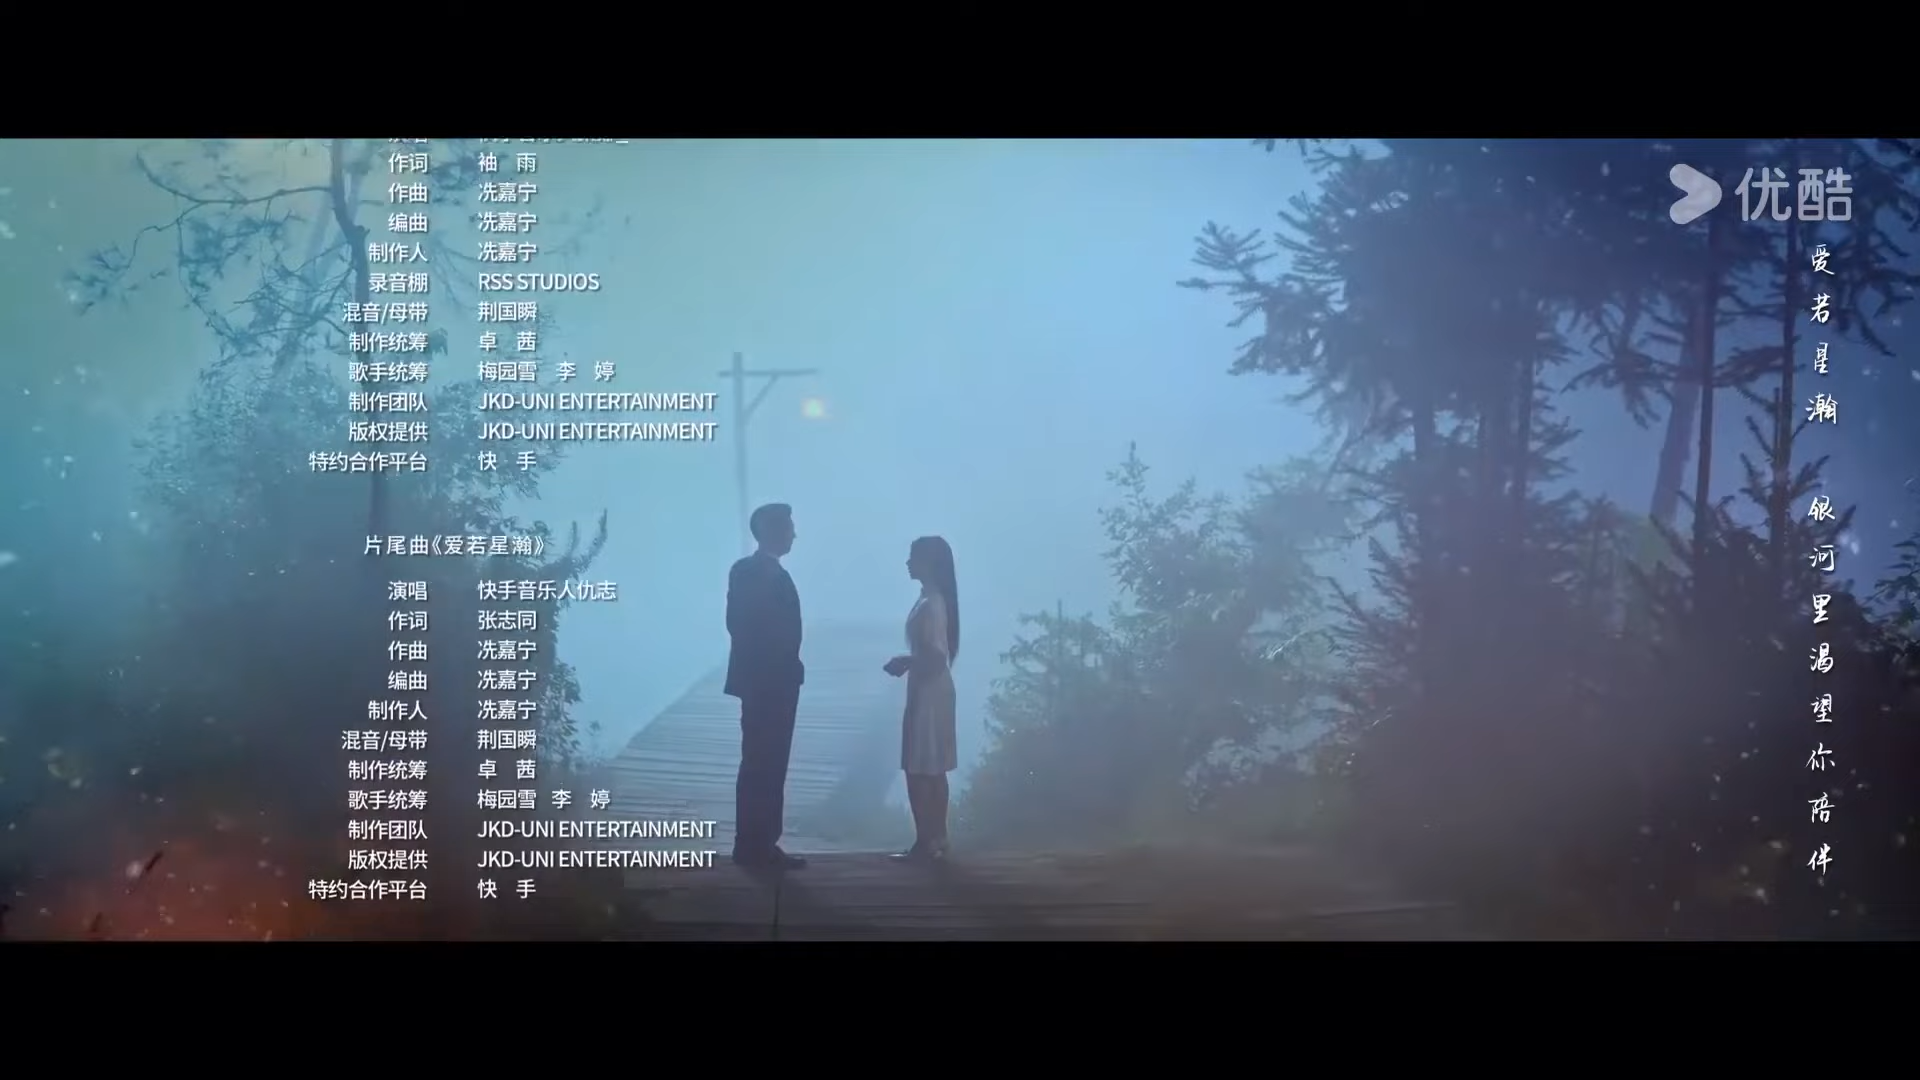 作词 袖 雨
作曲 冼嘉宁
编曲 冼嘉宁
制作人 冼嘉宁
录音棚 RSS STUDIOS
混音/母带 荆国瞬
制作统筹 卓 茜
歌手统筹 梅园雪 李 婷
制作团队 JKD-UNI ENTERTAINMENT
版权提供 JKD-UNI ENTERTAINMENT
特约合作平台 快 手
片尾曲《爱若星瀚》
演唱 快手音乐人仇志
作词 张志同
作曲 冼嘉宁
编曲 冼嘉宁
制作人 冼嘉宁
混音/母带 荆国瞬
制作统筹 卓 茜
歌手统筹 梅园雪 李 婷
制作团队 JKD-UNI ENTERTAINMENT
版权提供 JKD-UNI ENTERTAINMENT
特约合作平台 快 手
优酷
爱若星瀚 银河里渴望你陪伴